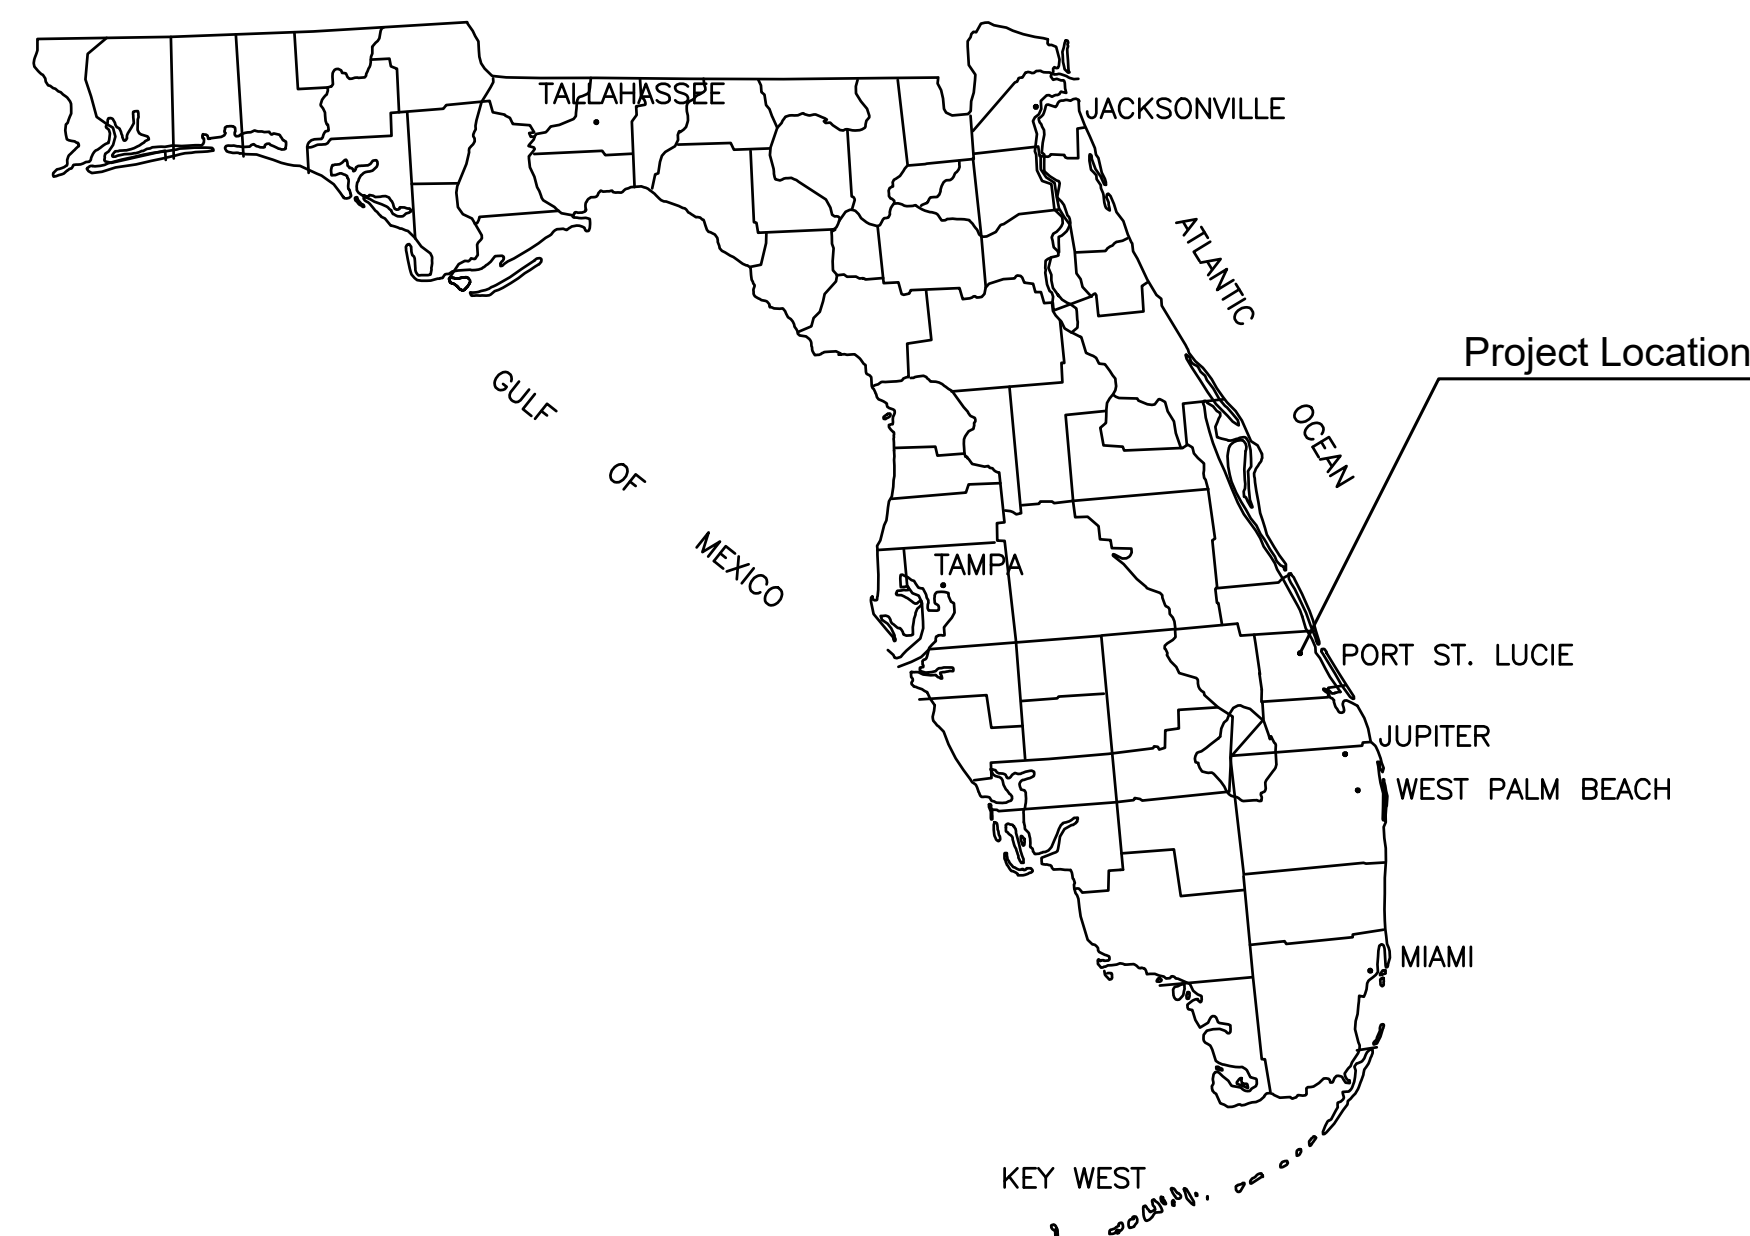 TALLAHASSEE
JACKSONVILLE
ATLANTIC
OCEAN
Project Location
GULF
OF
MEXICO
TAMPA
PORT ST. LUCIE
JUPITER
WEST PALM BEACH
MIAMI
KEY WEST